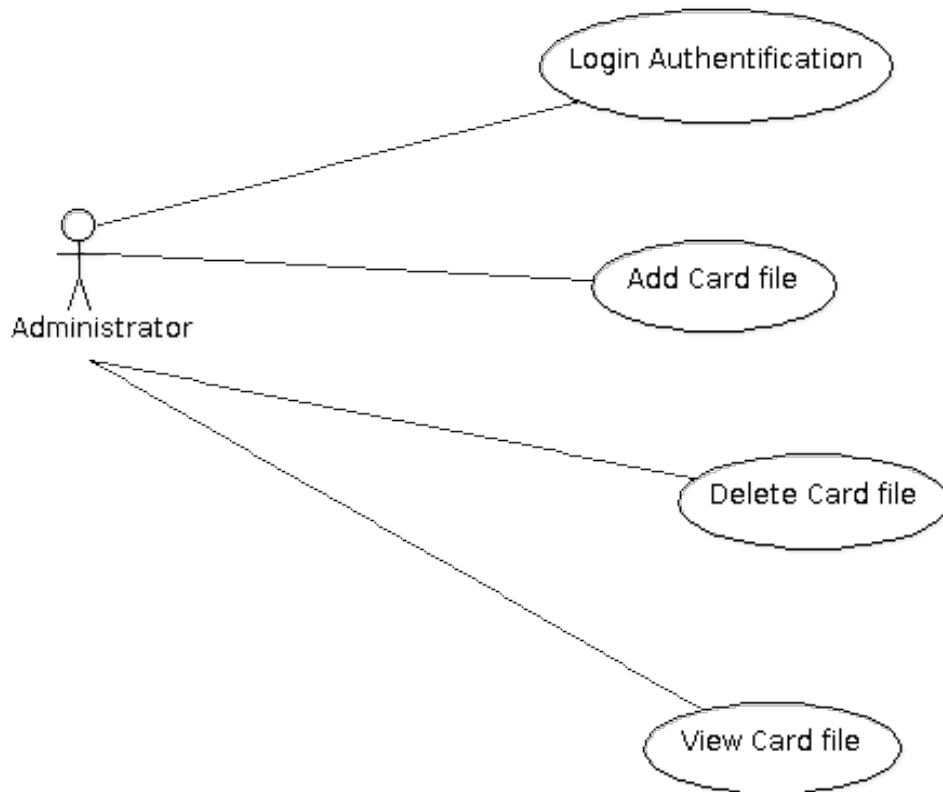 Login Authentification
Add Card file
Administrator
Delete Card file
View Card file